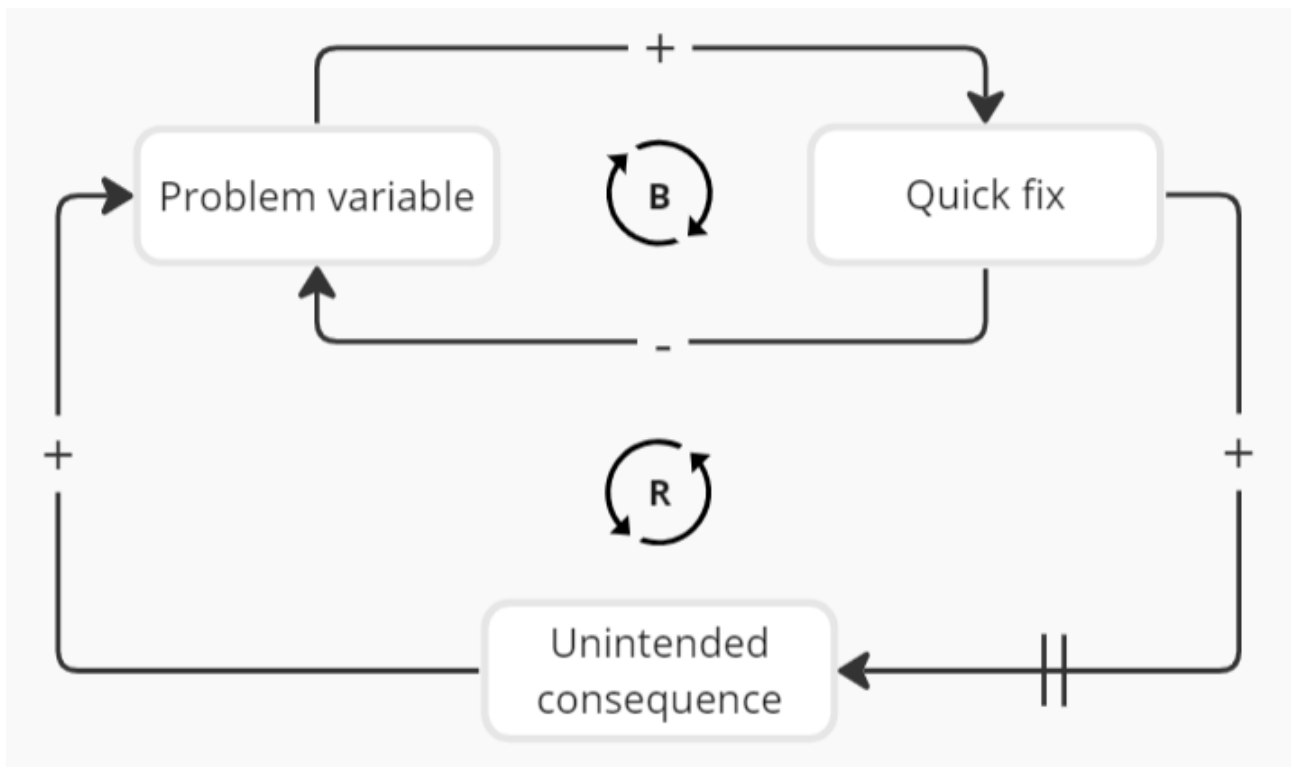 +
Problem variable
B
Quick fix
-
+
+
R
Unintended
consequence